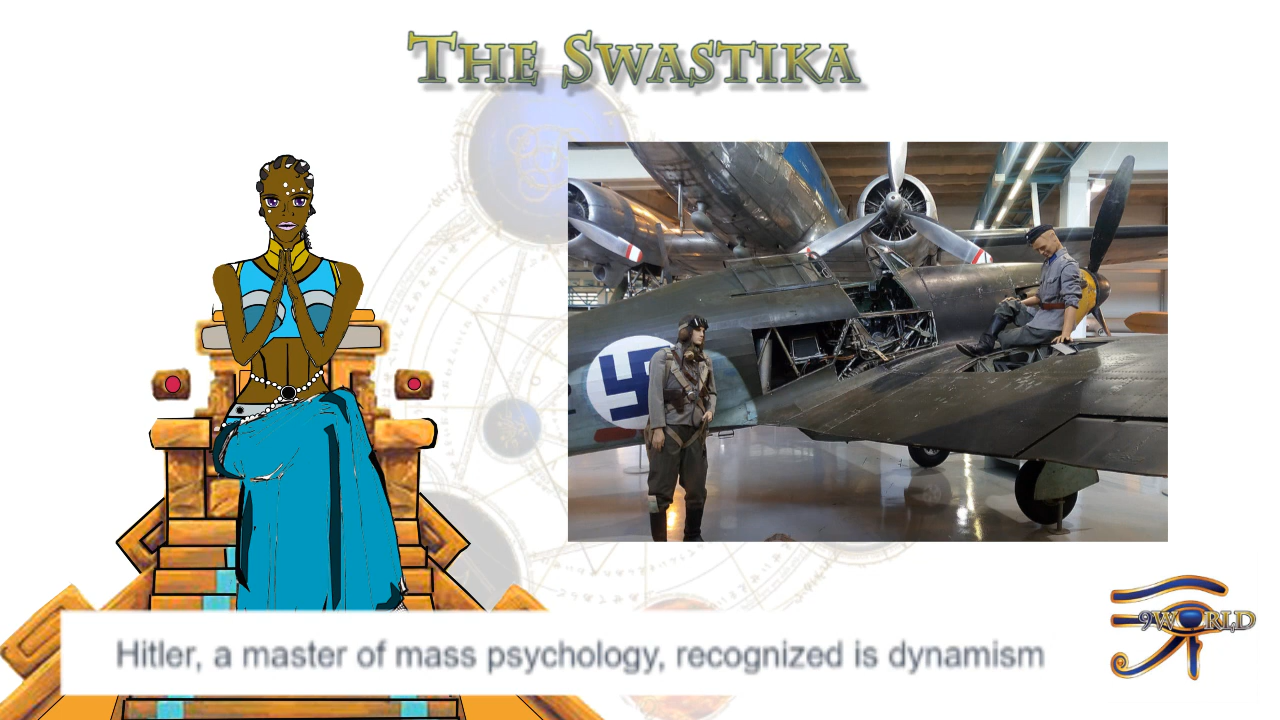 The Swastika
9WORLD
Hitler, a master of mass psychology, recognized is dynamism